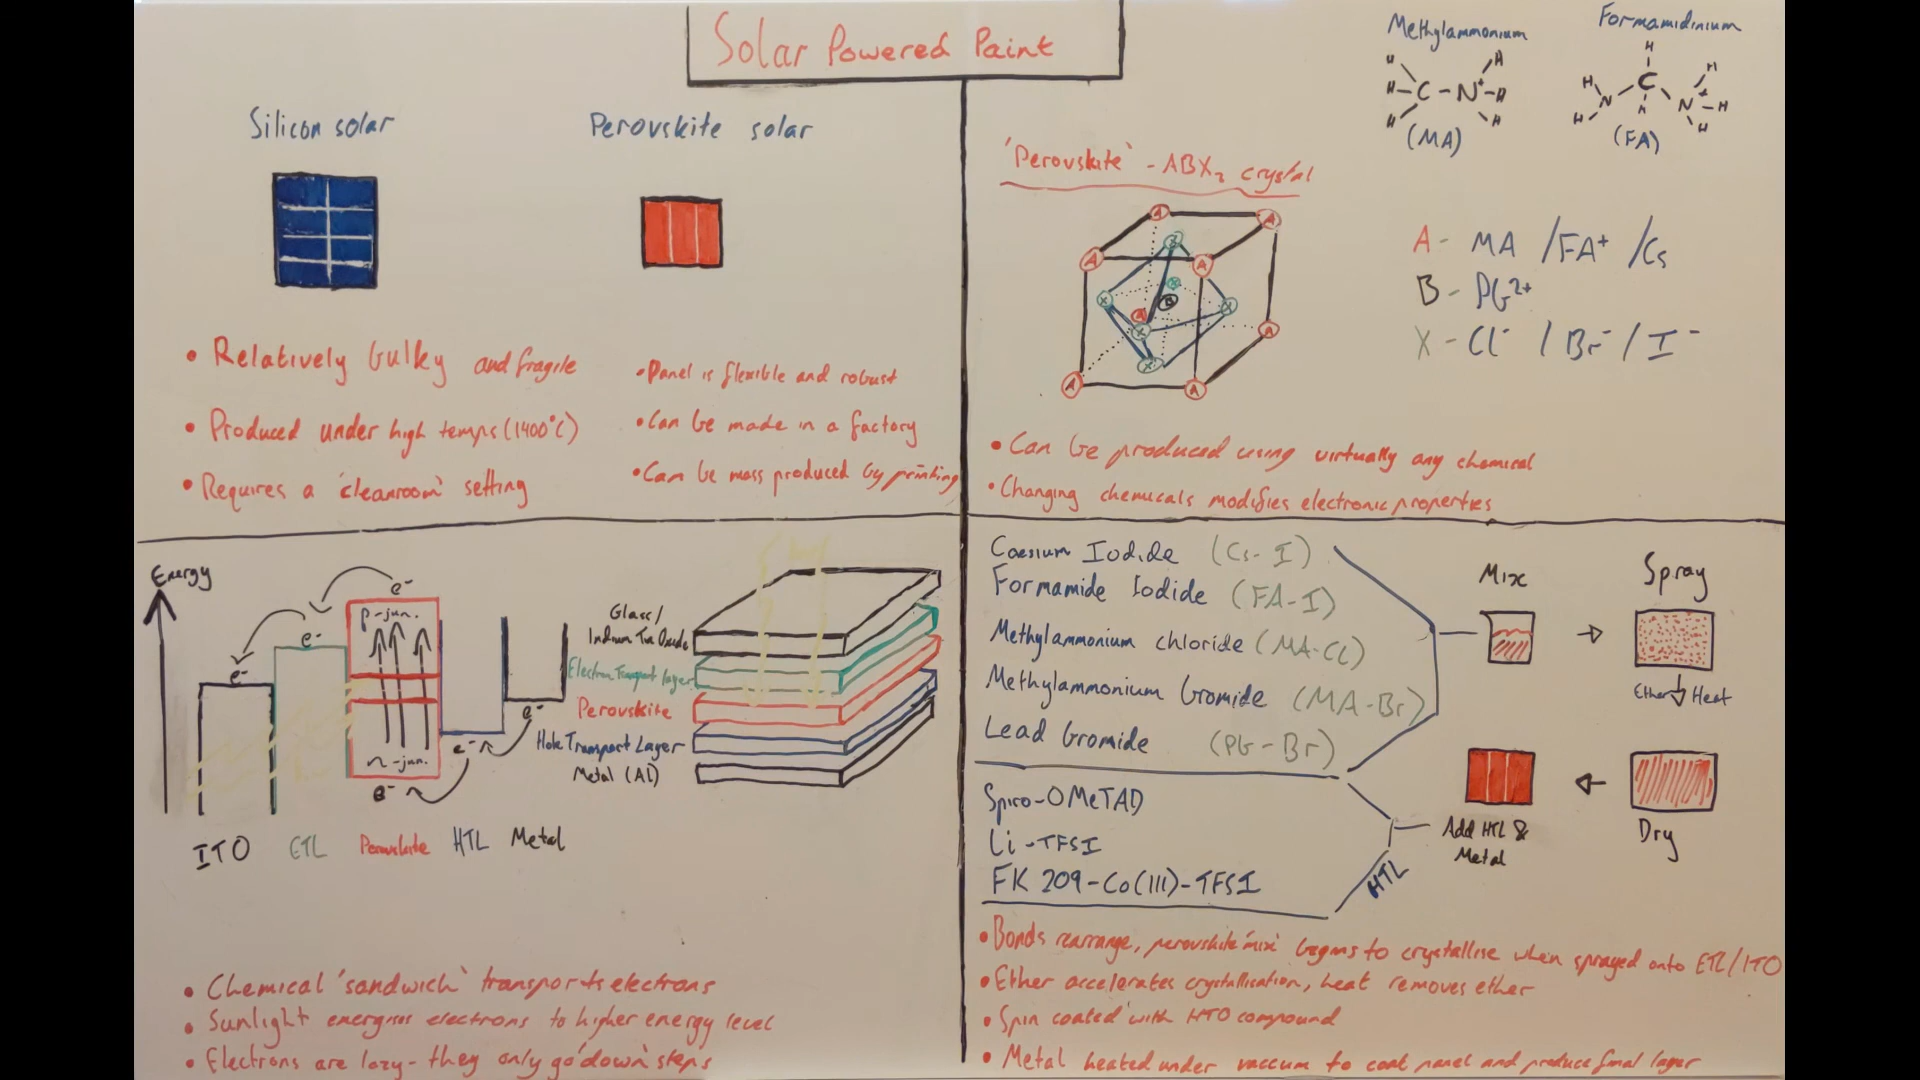 Solar Powered Paint
Silicon solar
Perovskite solar
• Relatively bulky and fragile
• Produced under high temps (1400°C)
• Requires a 'cleanroom' setting
• Panel is flexible and robust
• Can be made in a factory
• Can be mass produced by printing
Methylammonium
H
H
H - C - N+ - H
H
H
(MA)
Formamidinium
H
H
C
H
H
N
H
N+ - H
H
H
(FA)
'Perovskite' - ABX₂ crystal
A
A
A
A
X
X
X
B
X
A
X
X
A
A
A
A - MA / FA+ / Cs
B - Pb2+
X - Cl- / Br- / I-
• Can be produced using virtually any chemical
• Changing chemicals modifies electronic properties
Energy
e-
e-
e-
p-jun.
n-jun.
e-
e-
e-
ITO
ETL
Perovskite
HTL
Metal
Glass/
Indium Tin Oxide
Electron Transport Layer
Perovskite
Hole Transport Layer
Metal (Al)
• Chemical 'sandwich' transports electrons
• Sunlight energises electrons to higher energy level
• Electrons are lazy - they only go 'down' steps
Caesium Iodide (Cs-I)
Formamide Iodide (FA-I)
Methylammonium chloride (MA-Cl)
Methylammonium bromide (MA-Br)
Lead bromide (Pb-Br)
Spiro-OMeTAD
Li-TFSI
FK 209-Co(III)-TFSI
HTL
Mix
Spray
Ether
Heat
Dry
Add HTL &
Metal
• Bonds rearrange, perovskite 'mix' begins to crystallise when sprayed onto ETL/ITO
• Ether accelerates crystallisation, heat removes ether
• Spin coated with HTO compound
• Metal heated under vaccum to coat panel and produce final layer